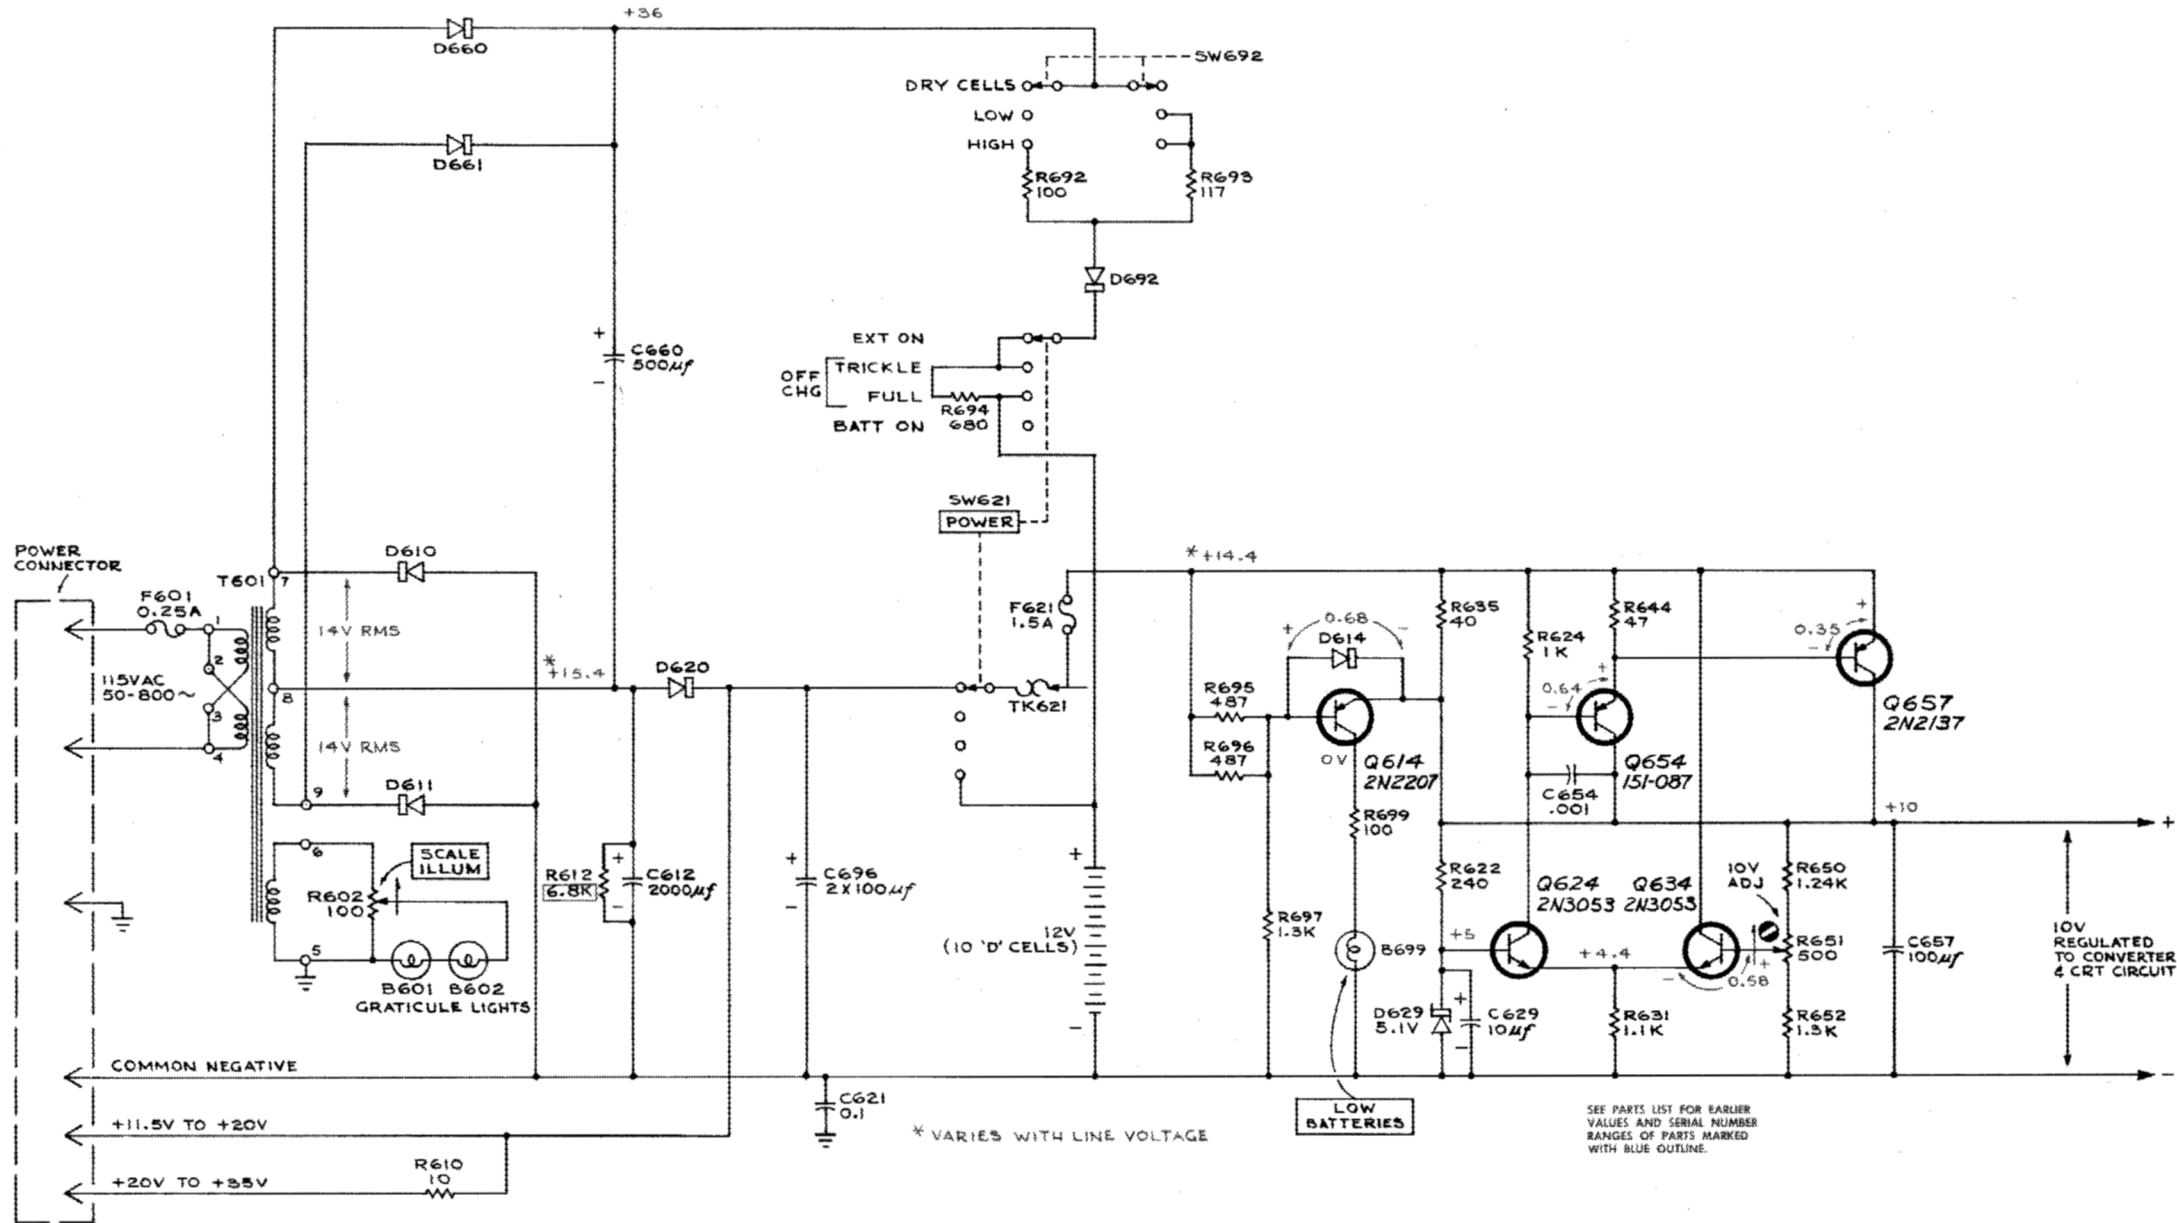 +36
D660
SW692
DRY CELLS
LOW
HIGH
D661
R692
100
R693
117
D692
EXT ON
C660
500µf
+
−
OFF
CHG
TRICKLE
FULL
BATT ON
R694
680
SW621
POWER
POWER
CONNECTOR
F601
0.25A
T601
7
D610
14V RMS
1
2
3
4
115VAC
50-800~
*
+15.4
8
14V RMS
9
D611
D620
F621
1.5A
TK621
* +14.4
R695
487
R696
487
+ 0.68 −
D614
0V
Q614
2N2207
R635
40
R624
1K
R644
47
+
0.64
−
Q654
151-087
C654
.001
+
0.35
−
Q657
2N2137
+10
+
6
R602
100
SCALE
ILLUM
5
B601
B602
GRATICULE LIGHTS
R612
6.8K
+
−
C612
2000µf
+
−
C696
2X100µf
+
12V
(10 'D' CELLS)
−
R697
1.3K
R699
100
B699
R622
240
+5
Q624
2N3053
Q634
2N3053
+4.4
10V
ADJ
+
0.58
−
R650
1.24K
R651
500
R652
1.3K
C657
100µf
10V
REGULATED
TO CONVERTER
& CRT CIRCUIT
D629
5.1V
+
−
C629
10µf
R631
1.1K
−
COMMON NEGATIVE
C621
0.1
+11.5V TO +20V
* VARIES WITH LINE VOLTAGE
LOW
BATTERIES
SEE PARTS LIST FOR EARLIER
VALUES AND SERIAL NUMBER
RANGES OF PARTS MARKED
WITH BLUE OUTLINE.
R610
10
+20V TO +35V